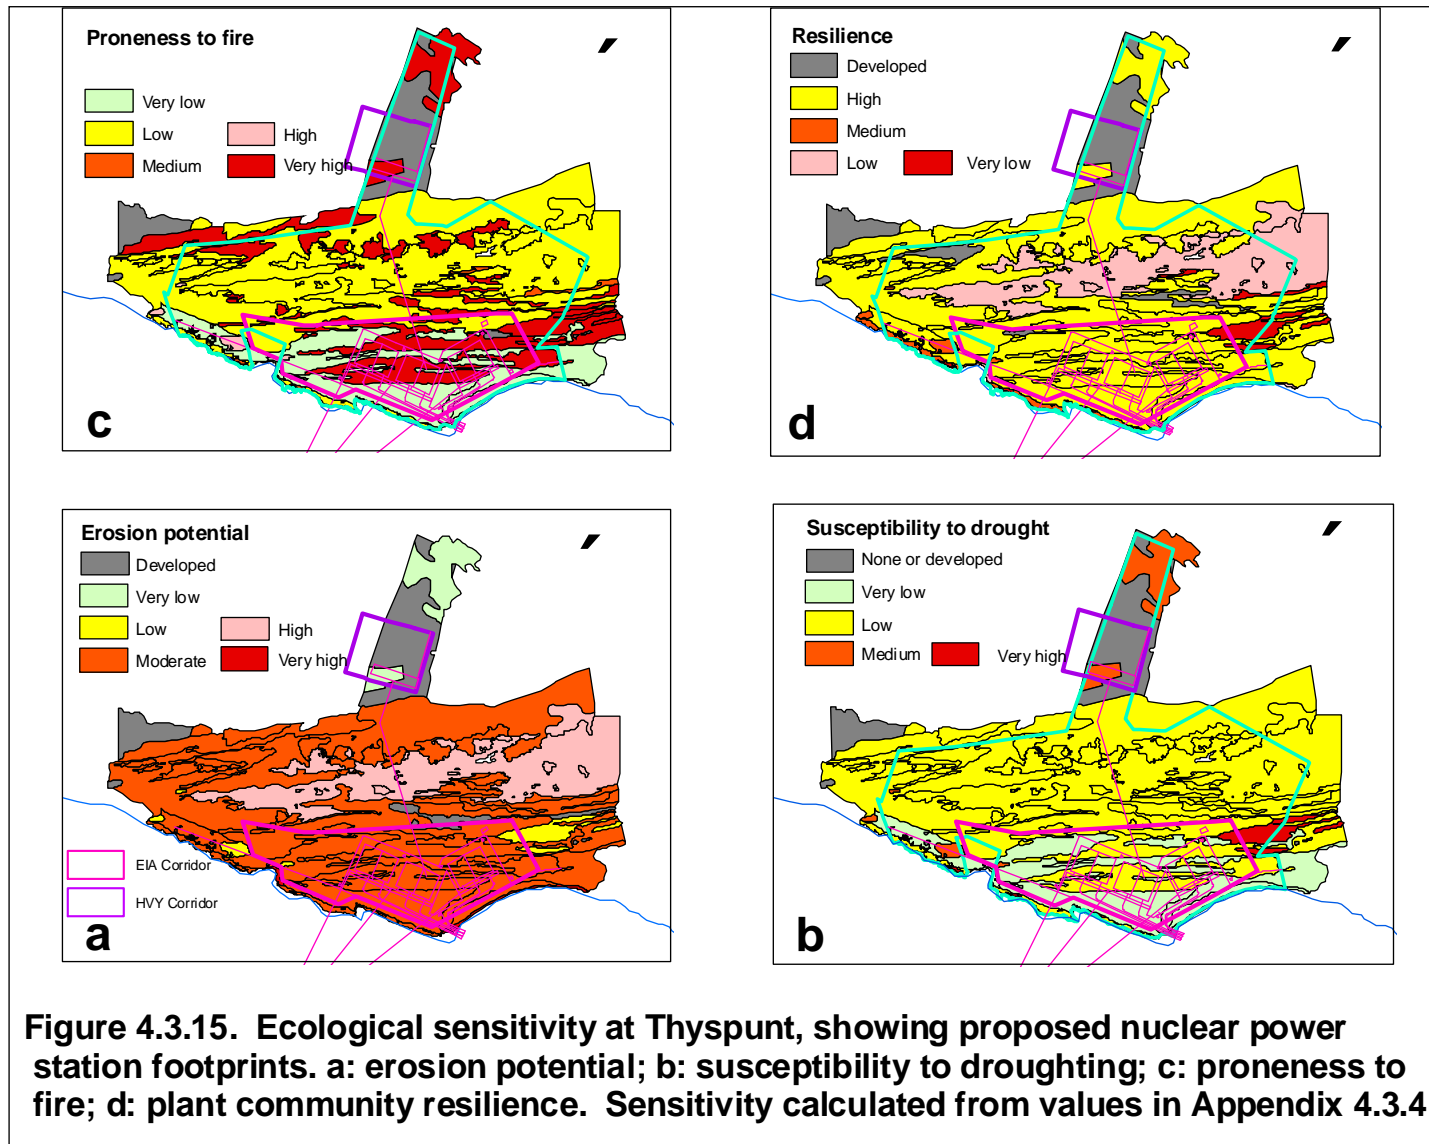 Proneness to fire
Very low
Low
High
Medium
Very high
c
Resilience
Developed
High
Medium
Low
Very low
d
Erosion potential
Developed
Very low
Low
High
Moderate
Very high
EIA Corridor
HVY Corridor
a
Susceptibility to drought
None or developed
Very low
Low
Medium
Very high
b
Figure 4.3.15. Ecological sensitivity at Thyspunt, showing proposed nuclear power
station footprints. a: erosion potential; b: susceptibility to droughting; c: proneness to
fire; d: plant community resilience. Sensitivity calculated from values in Appendix 4.3.4